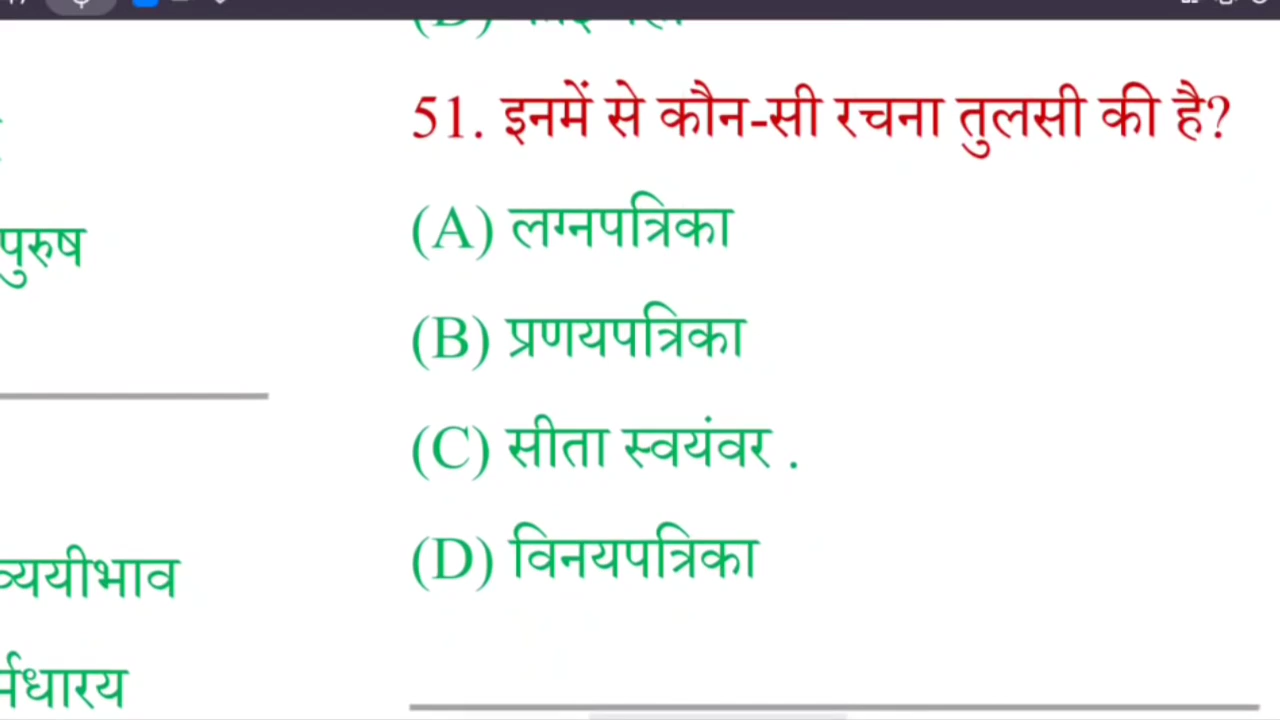 पुरुष
व्ययीभाव
र्मधारय
51. इनमें से कौन-सी रचना तुलसी की है?
(A) लग्नपत्रिका
(B) प्रणयपत्रिका
(C) सीता स्वयंवर .
(D) विनयपत्रिका